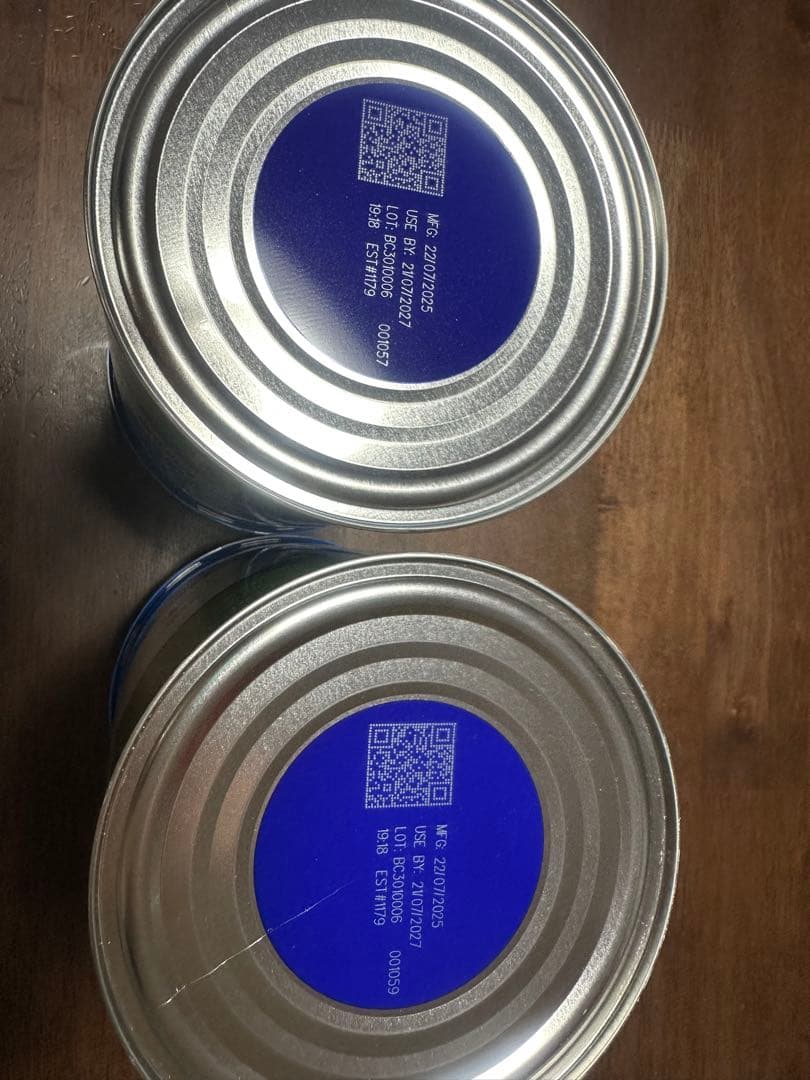 MFG: 22/07/2025
USE BY: 21/07/2027
LOT: BC3010006
19:18 EST#1179 001057
MFG: 22/07/2025
USE BY: 21/07/2027
LOT: BC3010006
19:18 EST#1179 001059